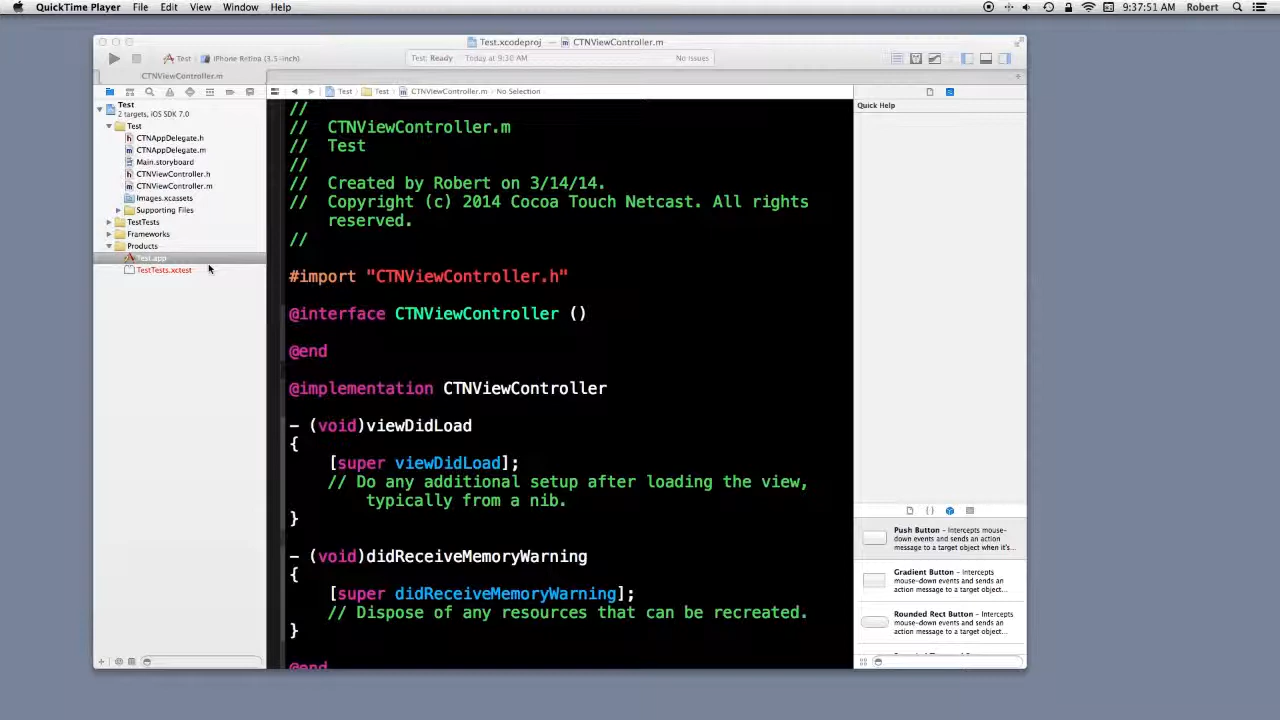 QuickTime Player File Edit View Window Help 9:37:51 AM Robert
Test.xcodeproj — CTNViewController.m
Test iPhone Retina (3.5-inch) Test: Ready Today at 9:30 AM No Issues
CTNViewController.m
Test Test CTNViewController.m No Selection
Test
2 targets, iOS SDK 7.0
Test
CTNAppDelegate.h
CTNAppDelegate.m
Main.storyboard
CTNViewController.h
CTNViewController.m
Images.xcassets
Supporting Files
TestTests
Frameworks
Products
Test.app
TestTests.xctest
//
// CTNViewController.m
// Test
//
// Created by Robert on 3/14/14.
// Copyright (c) 2014 Cocoa Touch Netcast. All rights
reserved.
//
#import "CTNViewController.h"
@interface CTNViewController ()
@end
@implementation CTNViewController
- (void)viewDidLoad
{
[super viewDidLoad];
// Do any additional setup after loading the view,
typically from a nib.
}
- (void)didReceiveMemoryWarning
{
[super didReceiveMemoryWarning];
// Dispose of any resources that can be recreated.
}
@end
Quick Help
{ }
Push Button - Intercepts mouse-
down events and sends an
action message to a target object when it's...
Gradient Button - Intercepts
mouse-down events and sends an
action message to a target object...
Rounded Rect Button - Intercepts
mouse-down events and sends an
action message to a target object...